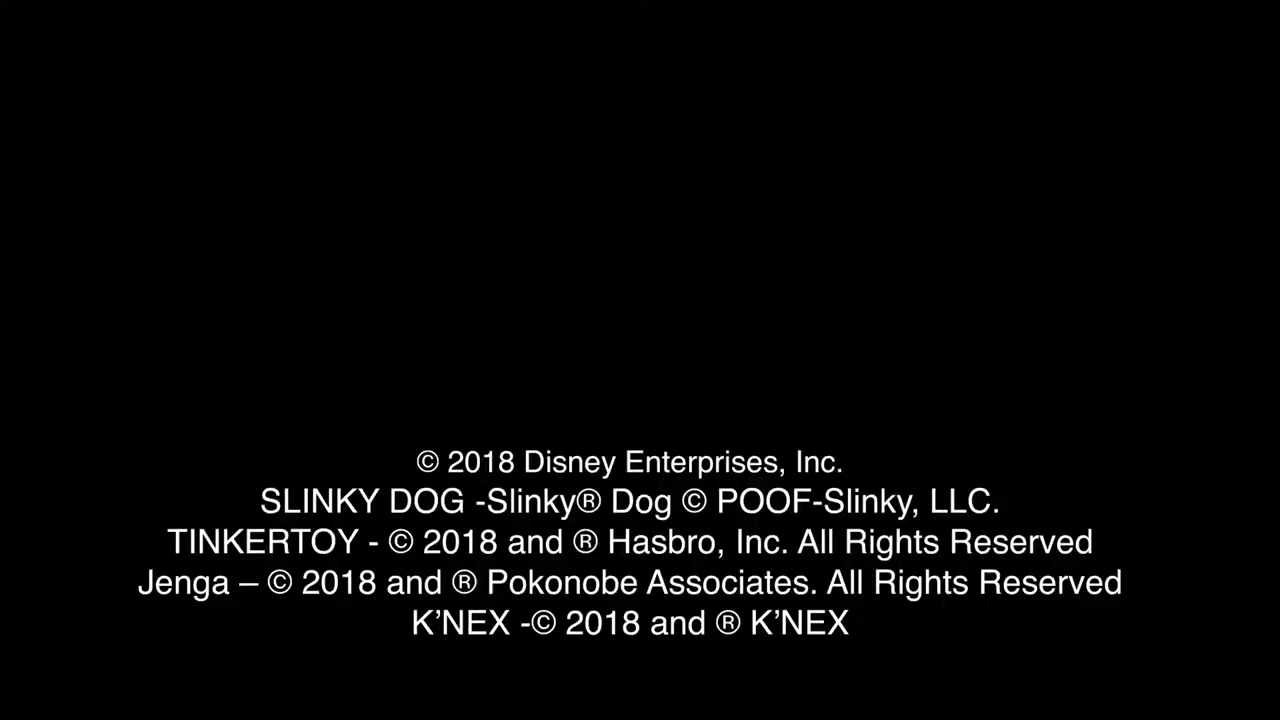 © 2018 Disney Enterprises, Inc.
SLINKY DOG -Slinky® Dog © POOF-Slinky, LLC.
TINKERTOY - © 2018 and ® Hasbro, Inc. All Rights Reserved
Jenga – © 2018 and ® Pokonobe Associates. All Rights Reserved
K’NEX -© 2018 and ® K’NEX